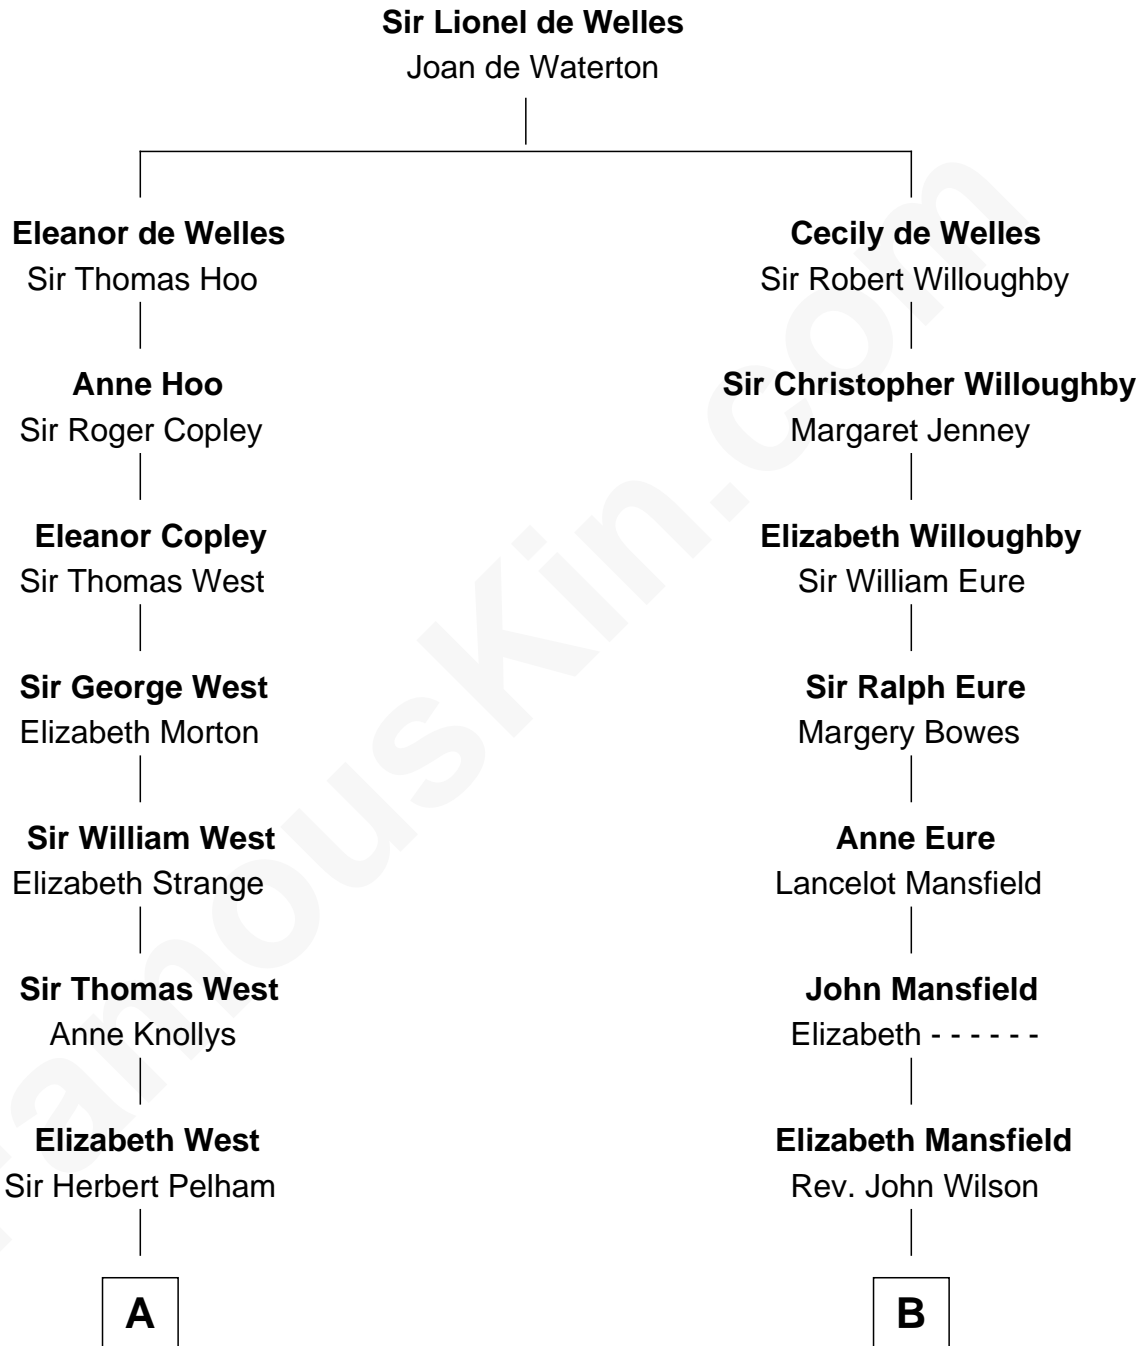 Sir Lionel de Welles
Joan de Waterton
Eleanor de Welles
Sir Thomas Hoo
Anne Hoo
Sir Roger Copley
Eleanor Copley
Sir Thomas West
Sir George West
Elizabeth Morton
Sir William West
Elizabeth Strange
Sir Thomas West
Anne Knollys
Elizabeth West
Sir Herbert Pelham
A
Cecily de Welles
Sir Robert Willoughby
Sir Christopher Willoughby
Margaret Jenney
Elizabeth Willoughby
Sir William Eure
Sir Ralph Eure
Margery Bowes
Anne Eure
Lancelot Mansfield
John Mansfield
Elizabeth - - - - - -
Elizabeth Mansfield
Rev. John Wilson
B
FamousKin.com